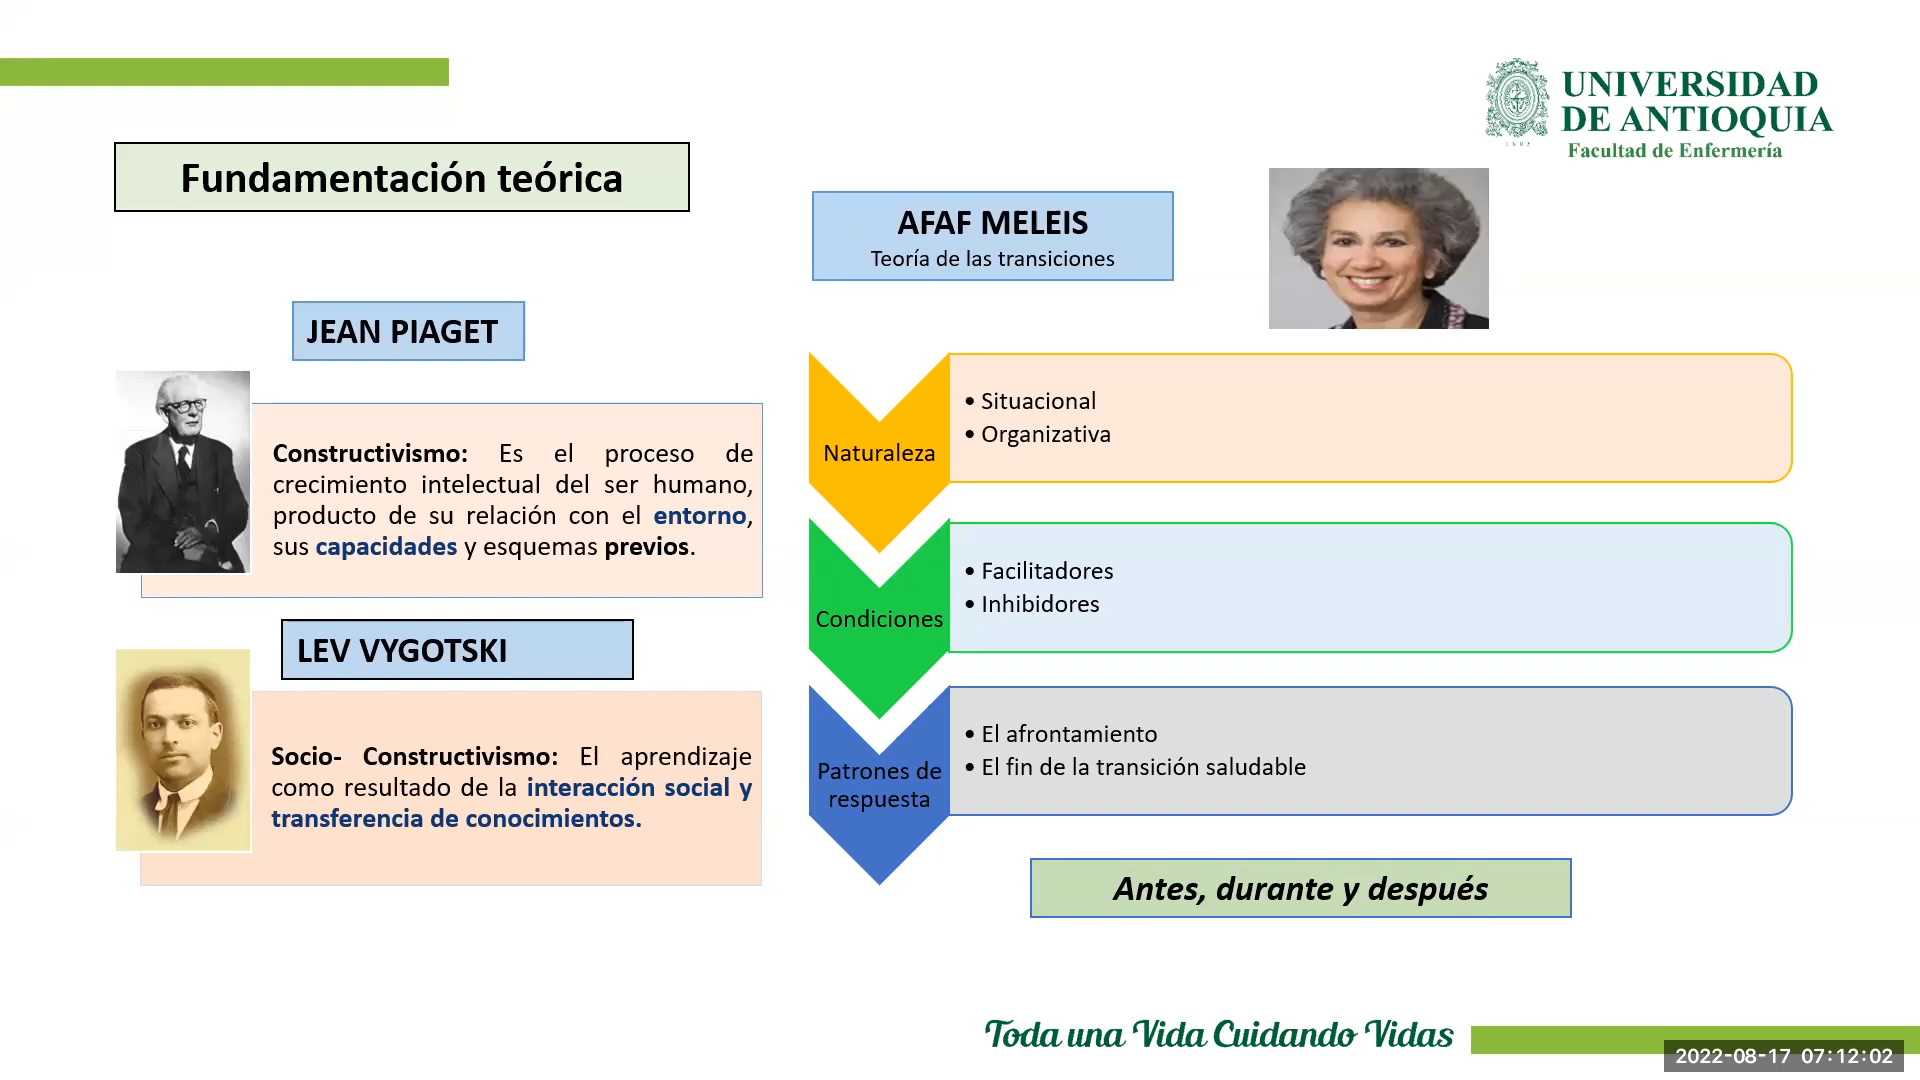 UNIVERSIDAD
DE ANTIOQUIA
Facultad de Enfermería
1803
Fundamentación teórica
JEAN PIAGET
Constructivismo: Es el proceso de
crecimiento intelectual del ser humano,
producto de su relación con el entorno,
sus capacidades y esquemas previos.
LEV VYGOTSKI
Socio- Constructivismo: El aprendizaje
como resultado de la interacción social y
transferencia de conocimientos.
AFAF MELEIS
Teoría de las transiciones
Naturaleza
• Situacional
• Organizativa
Condiciones
• Facilitadores
• Inhibidores
Patrones de
respuesta
• El afrontamiento
• El fin de la transición saludable
Antes, durante y después
Toda una Vida Cuidando Vidas
2022-08-17 07:12:02